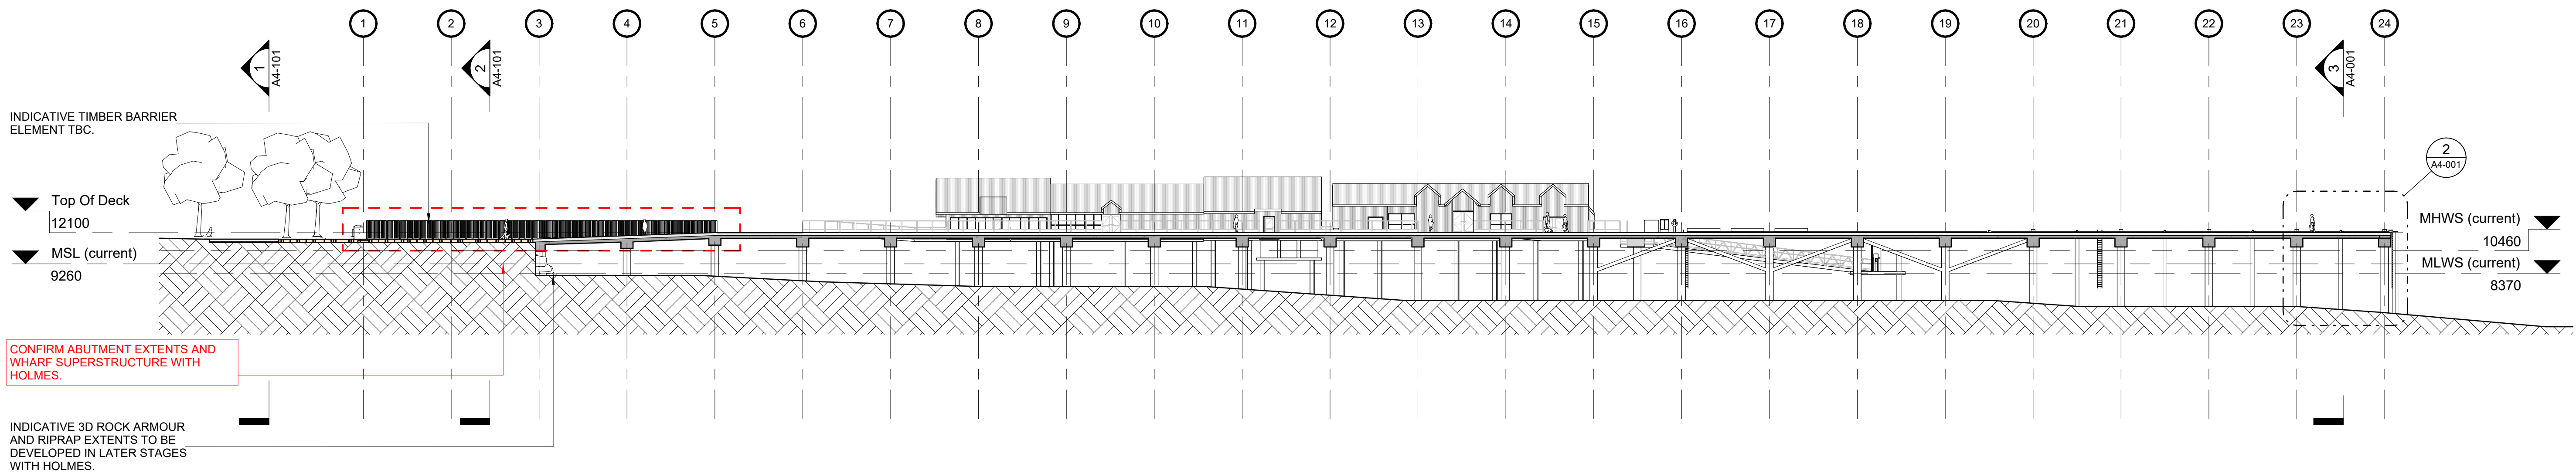 1
2
3
4
5
6
7
8
9
10
11
12
13
14
15
16
17
18
19
20
21
22
23
24
1
A4-101
2
A4-101
3
A4-001
INDICATIVE TIMBER BARRIER
ELEMENT TBC.
2
A4-001
Top Of Deck
12100
MSL (current)
9260
MHWS (current)
10460
MLWS (current)
8370
CONFIRM ABUTMENT EXTENTS AND
WHARF SUPERSTRUCTURE WITH
HOLMES.
INDICATIVE 3D ROCK ARMOUR
AND RIPRAP EXTENTS TO BE
DEVELOPED IN LATER STAGES
WITH HOLMES.